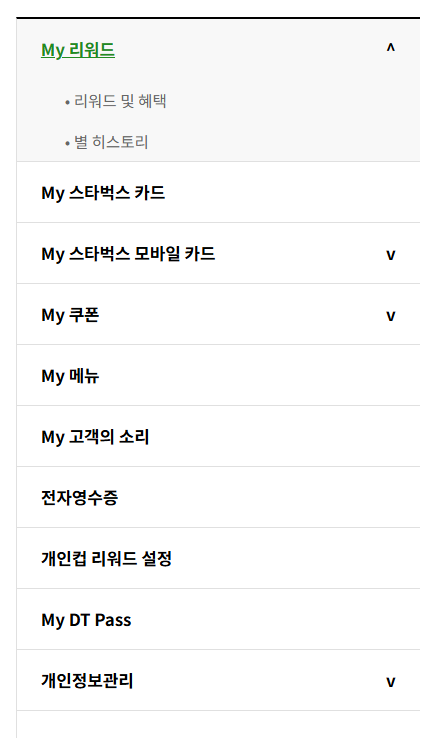 My 리워드 ^
• 리워드 및 혜택
• 별 히스토리
My 스타벅스 카드
My 스타벅스 모바일 카드 v
My 쿠폰 v
My 메뉴
My 고객의 소리
전자영수증
개인컵 리워드 설정
My DT Pass
개인정보관리 v